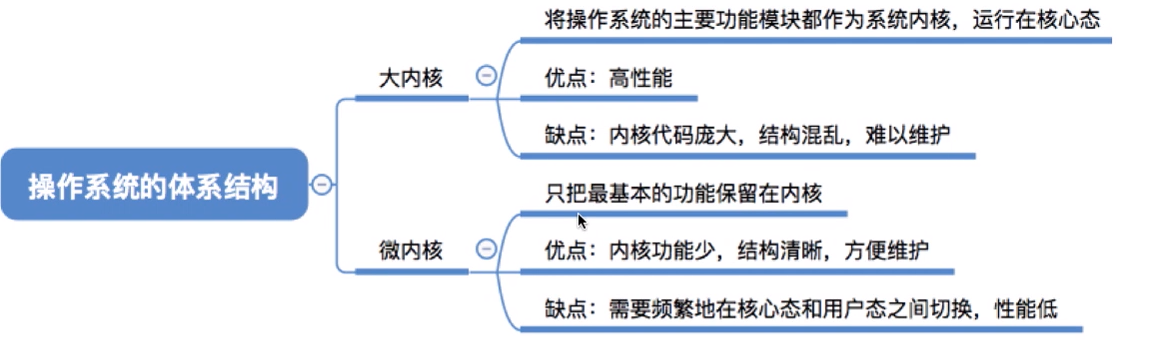 操作系统的体系结构
大内核
将操作系统的主要功能模块都作为系统内核，运行在核心态
优点：高性能
缺点：内核代码庞大，结构混乱，难以维护
微内核
只把最基本的功能保留在内核
优点：内核功能少，结构清晰，方便维护
缺点：需要频繁地在核心态和用户态之间切换，性能低